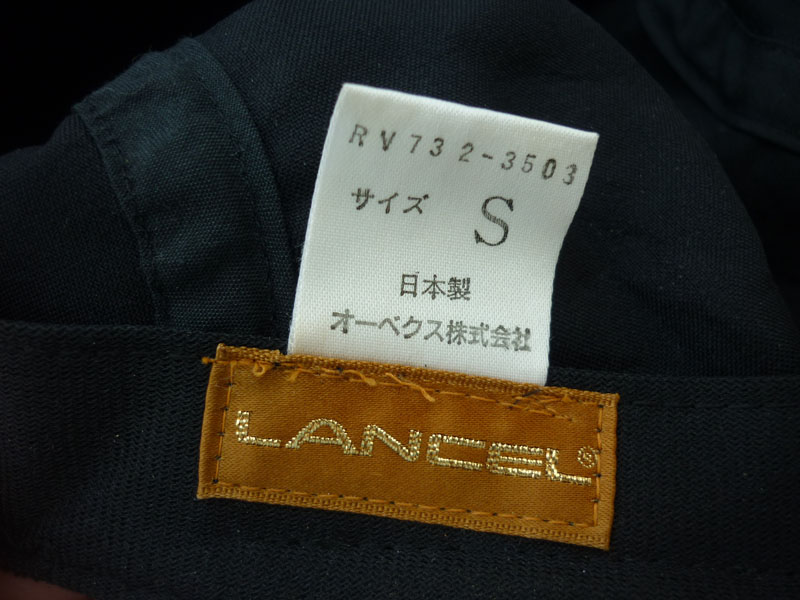 RV732-3503
サイズ S
日本製
オーベクス株式会社
LANCEL®